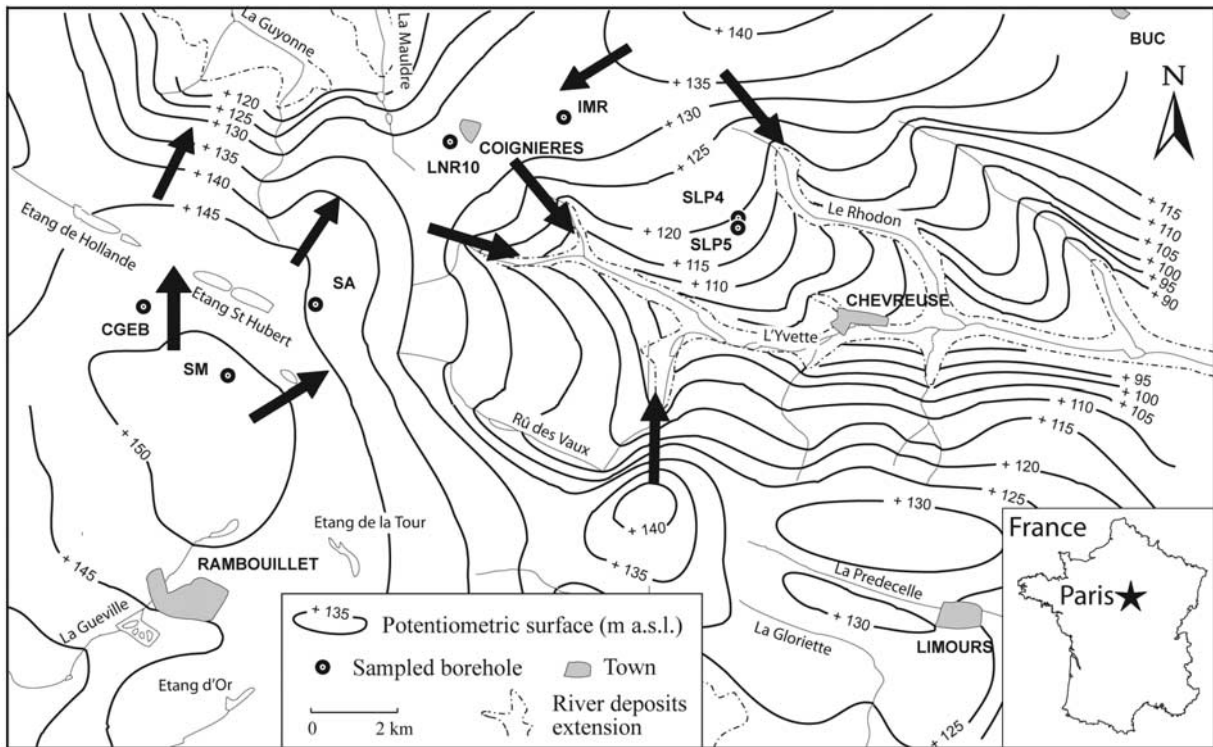 La Guyonne
La Mauldre
+ 140
BUC
N
+ 135
IMR
+ 130
+ 120
+ 125
+ 130
+ 135
+ 140
+ 145
LNR10
COIGNIERES
+ 125
SLP4
+ 120
SLP5
Le Rhodon
+ 115
+ 110
+ 105
+ 100
+ 95
+ 90
+ 115
+ 110
Etang de Hollande
Etang St Hubert
SA
CGEB
SM
CHEVREUSE
L'Yvette
+ 95
+ 100
+ 105
+ 110
+ 115
+ 120
+ 125
Rû des Vaux
+ 150
+ 140
+ 130
+ 135
Etang de la Tour
RAMBOUILLET
+ 145
La Gueville
Etang d'Or
La Predecelle
+ 130
La Gloriette
LIMOURS
+ 125
+ 135
Potentiometric surface (m a.s.l.)
Sampled borehole
Town
0 2 km
River deposits
extension
France
Paris